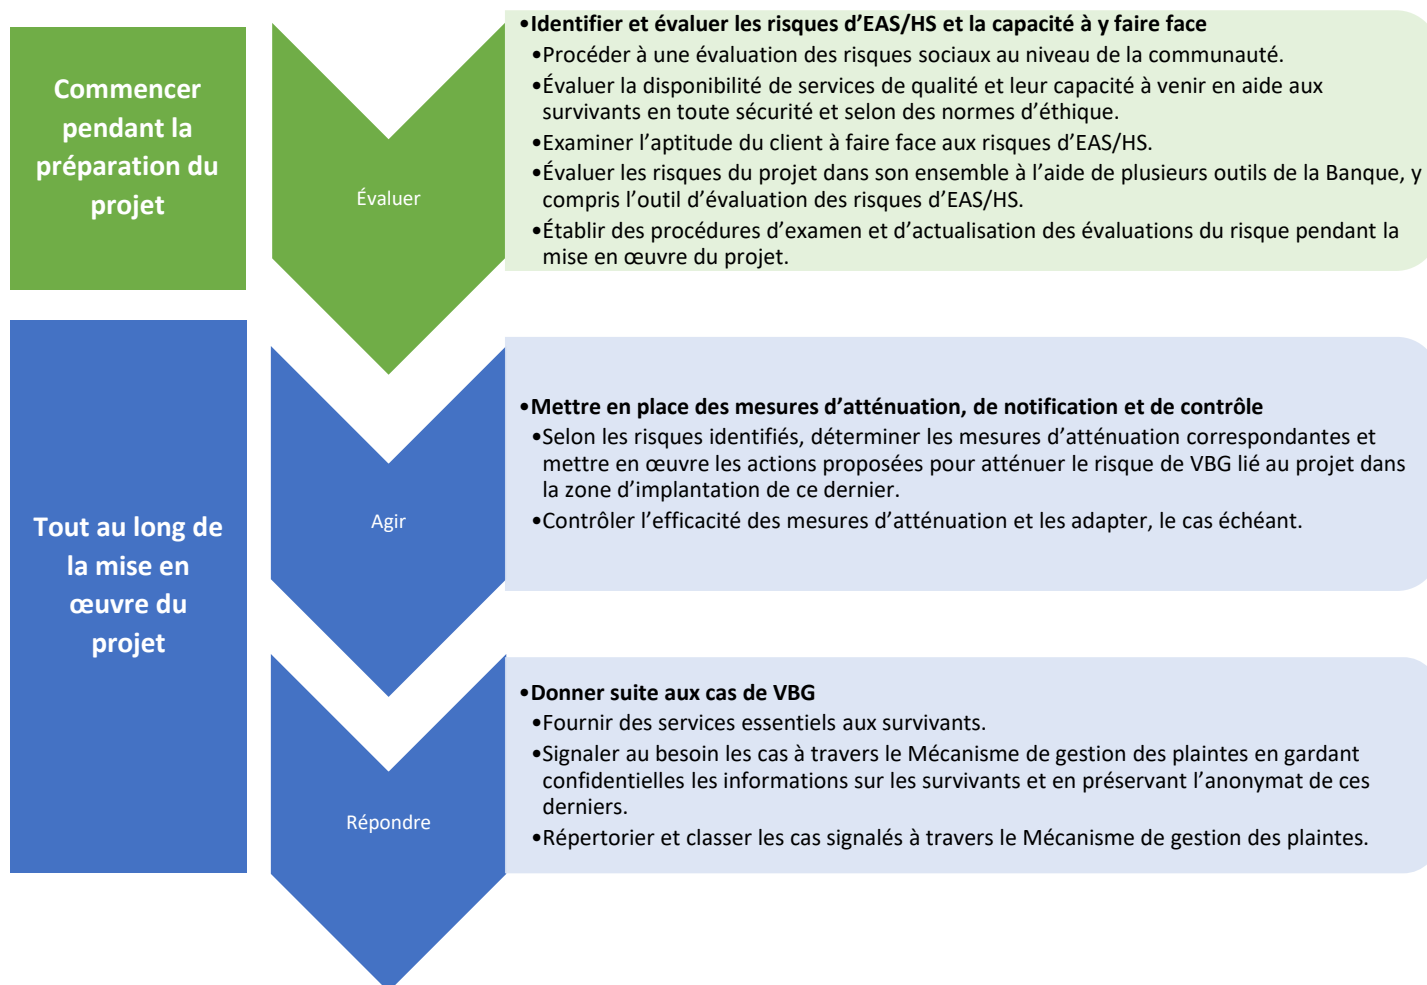 Commencer
pendant la
préparation du
projet
Évaluer
•Identifier et évaluer les risques d’EAS/HS et la capacité à y faire face
•Procéder à une évaluation des risques sociaux au niveau de la communauté.
•Évaluer la disponibilité de services de qualité et leur capacité à venir en aide aux
survivants en toute sécurité et selon des normes d’éthique.
•Examiner l’aptitude du client à faire face aux risques d’EAS/HS.
•Évaluer les risques du projet dans son ensemble à l’aide de plusieurs outils de la Banque, y
compris l’outil d’évaluation des risques d’EAS/HS.
•Établir des procédures d’examen et d’actualisation des évaluations du risque pendant la
mise en œuvre du projet.
Tout au long de
la mise en
œuvre du
projet
Agir
•Mettre en place des mesures d’atténuation, de notification et de contrôle
•Selon les risques identifiés, déterminer les mesures d’atténuation correspondantes et
mettre en œuvre les actions proposées pour atténuer le risque de VBG lié au projet dans
la zone d’implantation de ce dernier.
•Contrôler l’efficacité des mesures d’atténuation et les adapter, le cas échéant.
Répondre
•Donner suite aux cas de VBG
•Fournir des services essentiels aux survivants.
•Signaler au besoin les cas à travers le Mécanisme de gestion des plaintes en gardant
confidentielles les informations sur les survivants et en préservant l’anonymat de ces
derniers.
•Répertorier et classer les cas signalés à travers le Mécanisme de gestion des plaintes.